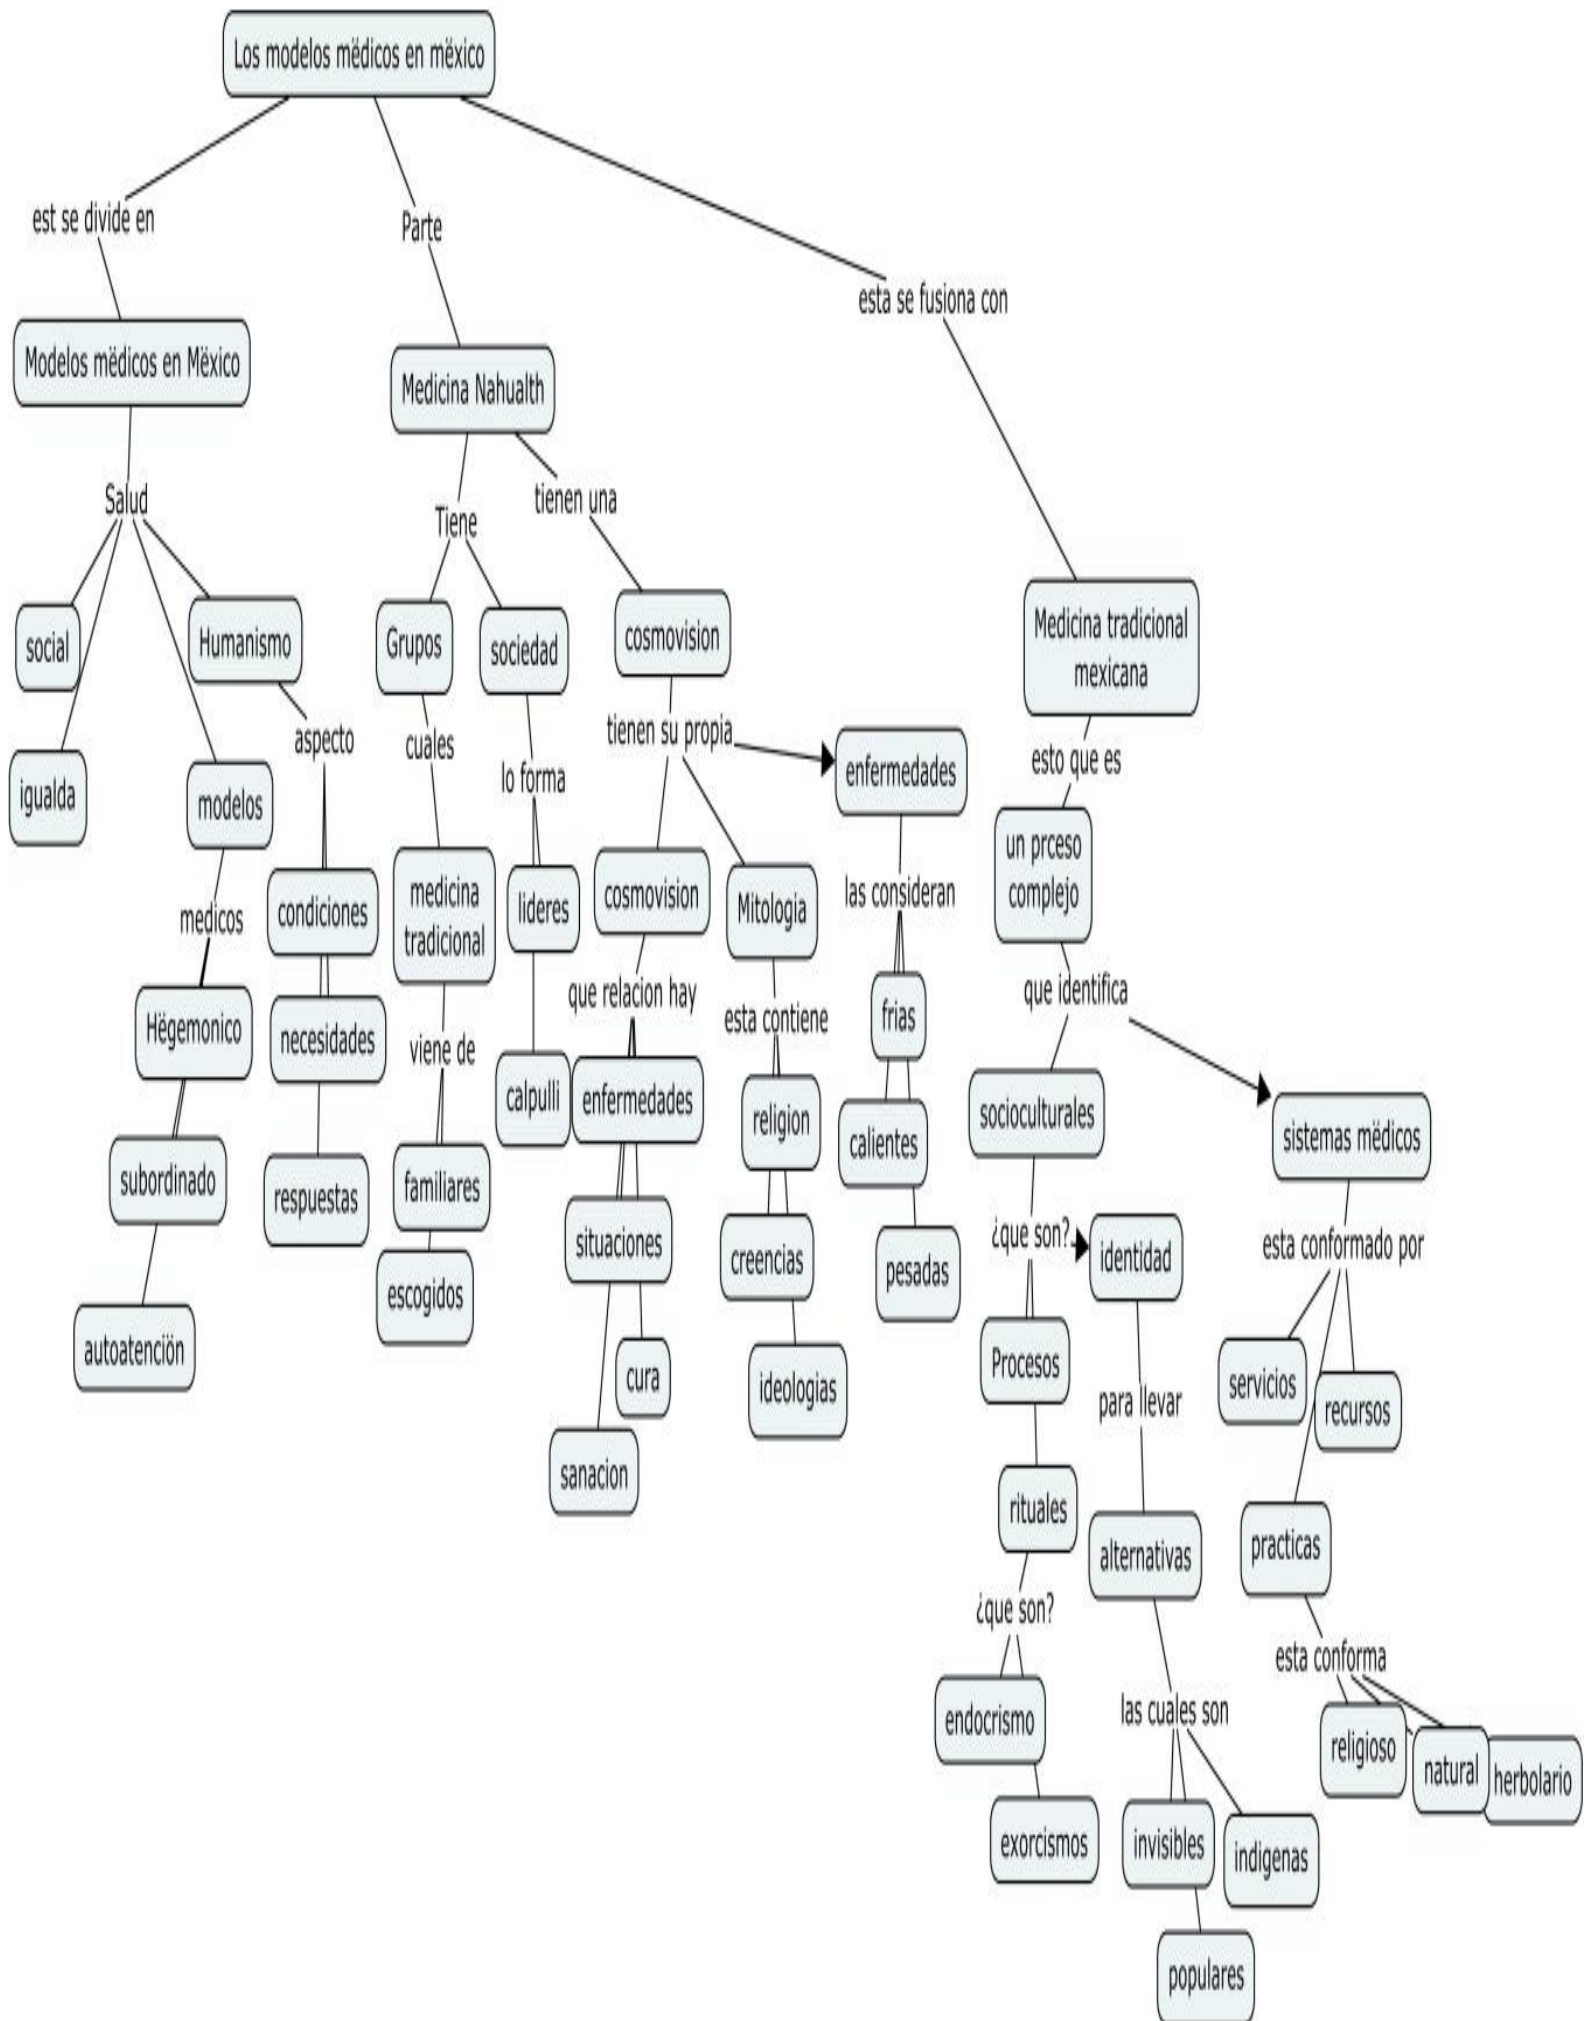 Los modelos mëdicos en mëxico
est se divide en
Parte
esta se fusiona con
Modelos mëdicos en Mëxico
Medicina Nahualth
Salud
Tiene
tienen una
social
Humanismo
Grupos
sociedad
cosmovision
Medicina tradicional
mexicana
igualda
modelos
aspecto
cuales
lo forma
tienen su propia
enfermedades
esto que es
medicos
condiciones
medicina
tradicional
lideres
cosmovision
Mitologia
las consideran
un prceso
complejo
Hëgemonico
necesidades
viene de
calpulli
que relacion hay
enfermedades
esta contiene
religion
frias
calientes
que identifica
socioculturales
sistemas mëdicos
subordinado
respuestas
familiares
escogidos
situaciones
creencias
pesadas
¿que son?
identidad
esta conformado por
autoatenciön
cura
sanacion
ideologias
Procesos
para llevar
servicios
recursos
rituales
alternativas
practicas
¿que son?
las cuales son
esta conforma
endocrismo
exorcismos
invisibles
indigenas
populares
religioso
natural
herbolario